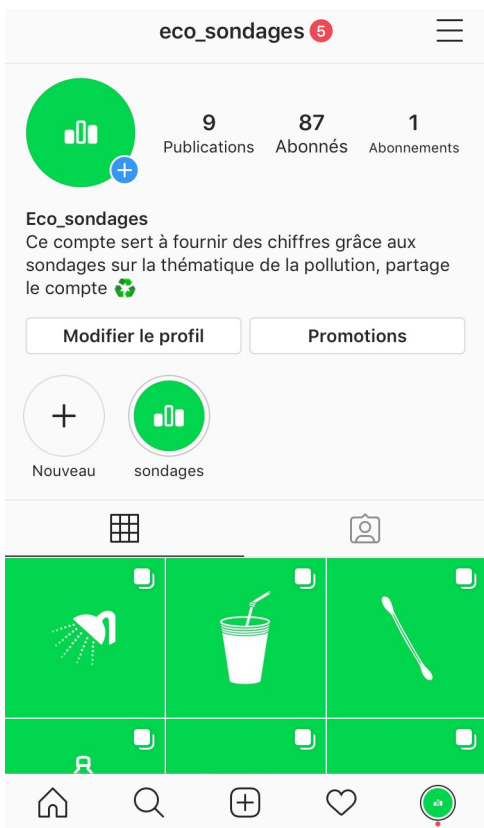 eco_sondages 5
9 87 1
Publications Abonnés Abonnements
Eco_sondages
Ce compte sert à fournir des chiffres grâce aux
sondages sur la thématique de la pollution, partage
le compte ♻️
Modifier le profil Promotions
Nouveau sondages